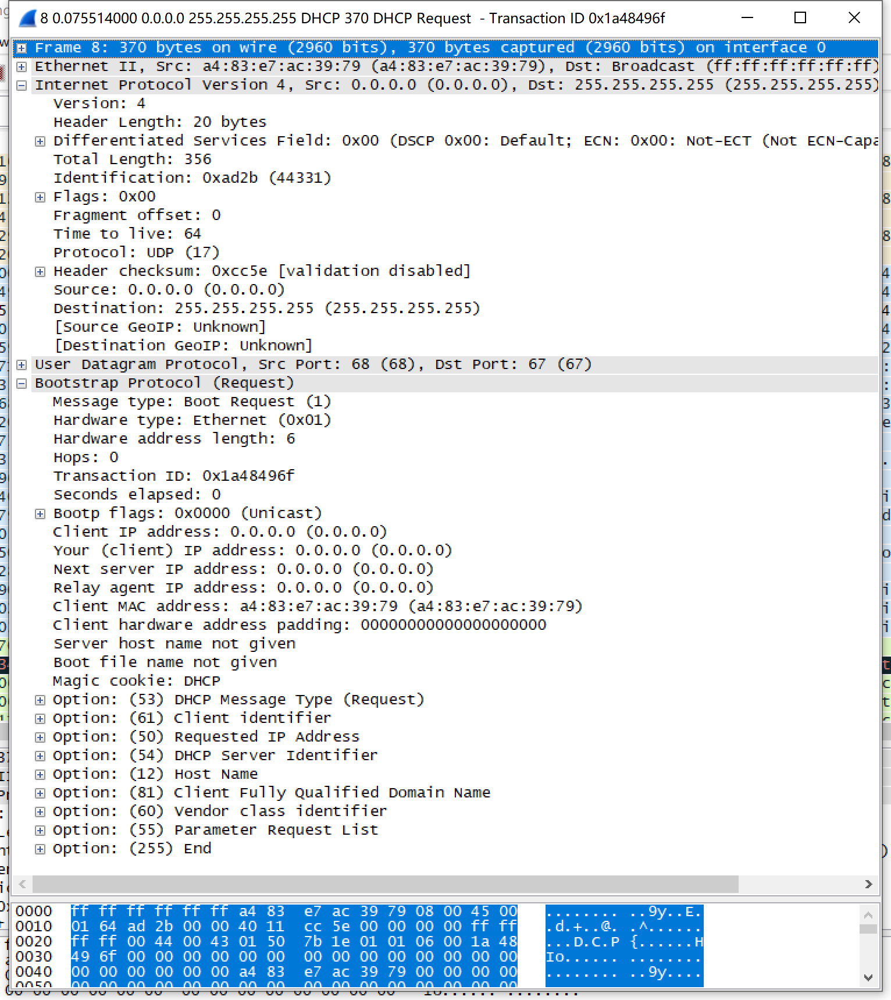 8 0.075514000 0.0.0.0 255.255.255.255 DHCP 370 DHCP Request - Transaction ID 0x1a48496f
Frame 8: 370 bytes on wire (2960 bits), 370 bytes captured (2960 bits) on interface 0
Ethernet II, Src: a4:83:e7:ac:39:79 (a4:83:e7:ac:39:79), Dst: Broadcast (ff:ff:ff:ff:ff:ff)
Internet Protocol Version 4, Src: 0.0.0.0 (0.0.0.0), Dst: 255.255.255.255 (255.255.255.255)
Version: 4
Header Length: 20 bytes
Differentiated Services Field: 0x00 (DSCP 0x00: Default; ECN: 0x00: Not-ECT (Not ECN-Capa
Total Length: 356
Identification: 0xad2b (44331)
Flags: 0x00
Fragment offset: 0
Time to live: 64
Protocol: UDP (17)
Header checksum: 0xcc5e [validation disabled]
Source: 0.0.0.0 (0.0.0.0)
Destination: 255.255.255.255 (255.255.255.255)
[Source GeoIP: Unknown]
[Destination GeoIP: Unknown]
User Datagram Protocol, Src Port: 68 (68), Dst Port: 67 (67)
Bootstrap Protocol (Request)
Message type: Boot Request (1)
Hardware type: Ethernet (0x01)
Hardware address length: 6
Hops: 0
Transaction ID: 0x1a48496f
Seconds elapsed: 0
Bootp flags: 0x0000 (Unicast)
Client IP address: 0.0.0.0 (0.0.0.0)
Your (client) IP address: 0.0.0.0 (0.0.0.0)
Next server IP address: 0.0.0.0 (0.0.0.0)
Relay agent IP address: 0.0.0.0 (0.0.0.0)
Client MAC address: a4:83:e7:ac:39:79 (a4:83:e7:ac:39:79)
Client hardware address padding: 00000000000000000000
Server host name not given
Boot file name not given
Magic cookie: DHCP
Option: (53) DHCP Message Type (Request)
Option: (61) Client identifier
Option: (50) Requested IP Address
Option: (54) DHCP Server Identifier
Option: (12) Host Name
Option: (81) Client Fully Qualified Domain Name
Option: (60) Vendor class identifier
Option: (55) Parameter Request List
Option: (255) End
0000 ff ff ff ff ff ff a4 83 e7 ac 39 79 08 00 45 00 ........ ..9y..E.
0010 01 64 ad 2b 00 00 40 11 cc 5e 00 00 00 00 ff ff .d.+..@. .^......
0020 ff ff 00 44 00 43 01 50 7b 1e 01 01 06 00 1a 48 ...D.C.P {......H
0030 49 6f 00 00 00 00 00 00 00 00 00 00 00 00 00 00 Io...... ........
0040 00 00 00 00 00 00 a4 83 e7 ac 39 79 00 00 00 00 ........ ..9y....
0050 00 00 00 00 00 00 00 00 00 00 00 00 00 00 00 00